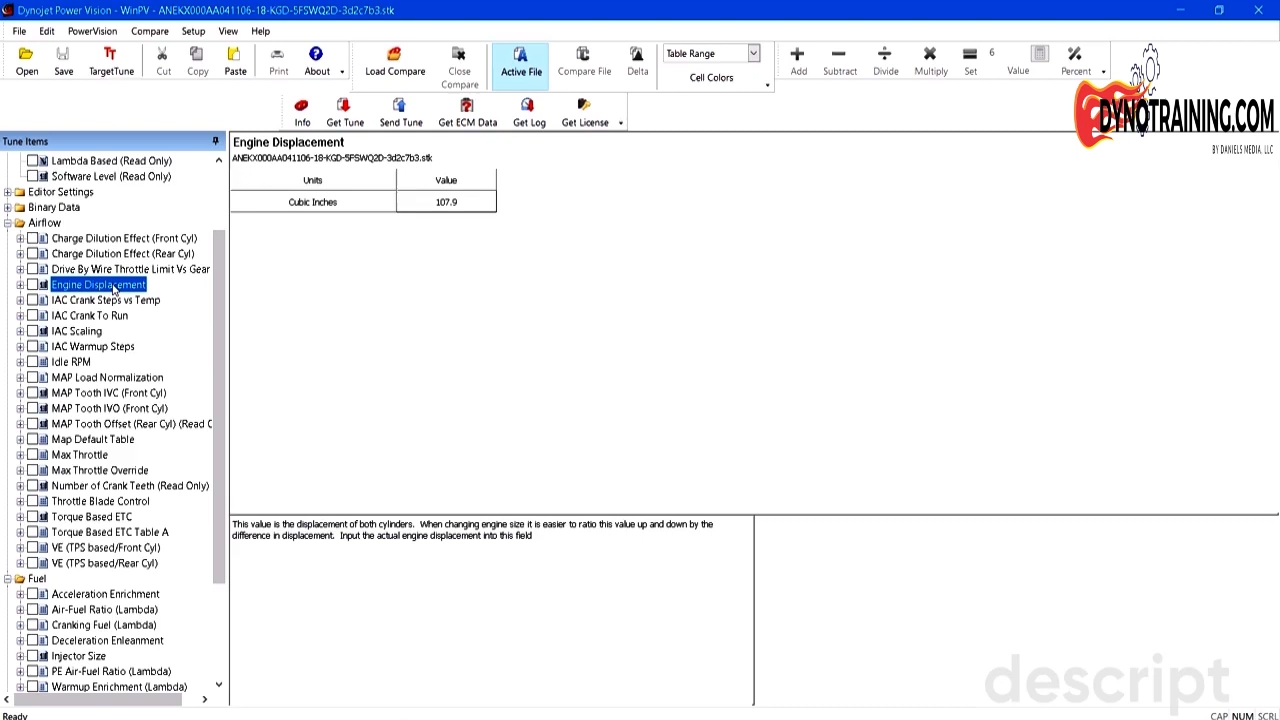 Dynojet Power Vision - WinPV - ANEKX000AA041106-18-KGD-5FSWQ2D-3d2c7b3.stk
File Edit PowerVision Compare Setup View Help
Open Save TargetTune Cut Copy Paste Print About Load Compare Close Compare Active File Compare File Delta Table Range Cell Colors Add Subtract Divide Multiply Set 6 Value Percent
Info Get Tune Send Tune Get ECM Data Get Log Get License
DYNOTRAINING.COM
BY DANIELS MEDIA, LLC
Tune Items
Lambda Based (Read Only)
Software Level (Read Only)
Editor Settings
Binary Data
Airflow
Charge Dilution Effect (Front Cyl)
Charge Dilution Effect (Rear Cyl)
Drive By Wire Throttle Limit Vs Gear
Engine Displacement
IAC Crank Steps vs Temp
IAC Crank To Run
IAC Scaling
IAC Warmup Steps
Idle RPM
MAP Load Normalization
MAP Tooth IVC (Front Cyl)
MAP Tooth IVO (Front Cyl)
MAP Tooth Offset (Rear Cyl) (Read C
Map Default Table
Max Throttle
Max Throttle Override
Number of Crank Teeth (Read Only)
Throttle Blade Control
Torque Based ETC
Torque Based ETC Table A
VE (TPS based/Front Cyl)
VE (TPS based/Rear Cyl)
Fuel
Acceleration Enrichment
Air-Fuel Ratio (Lambda)
Cranking Fuel (Lambda)
Deceleration Enleanment
Injector Size
PE Air-Fuel Ratio (Lambda)
Warmup Enrichment (Lambda)
Engine Displacement
ANEKX000AA041106-18-KGD-5FSWQ2D-3d2c7b3.stk
Units Value
Cubic Inches 107.9
This value is the displacement of both cylinders. When changing engine size it is easier to ratio this value up and down by the
difference in displacement. Input the actual engine displacement into this field
descript
Ready
CAP NUM SCRL